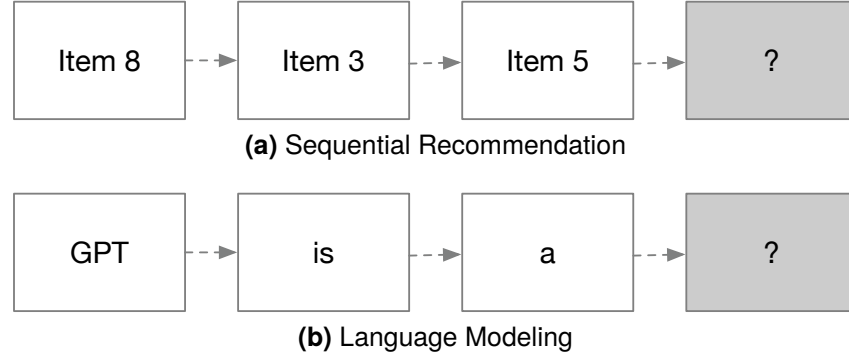 Item 8 Item 3 Item 5 ?
(a) Sequential Recommendation
GPT is a ?
(b) Language Modeling